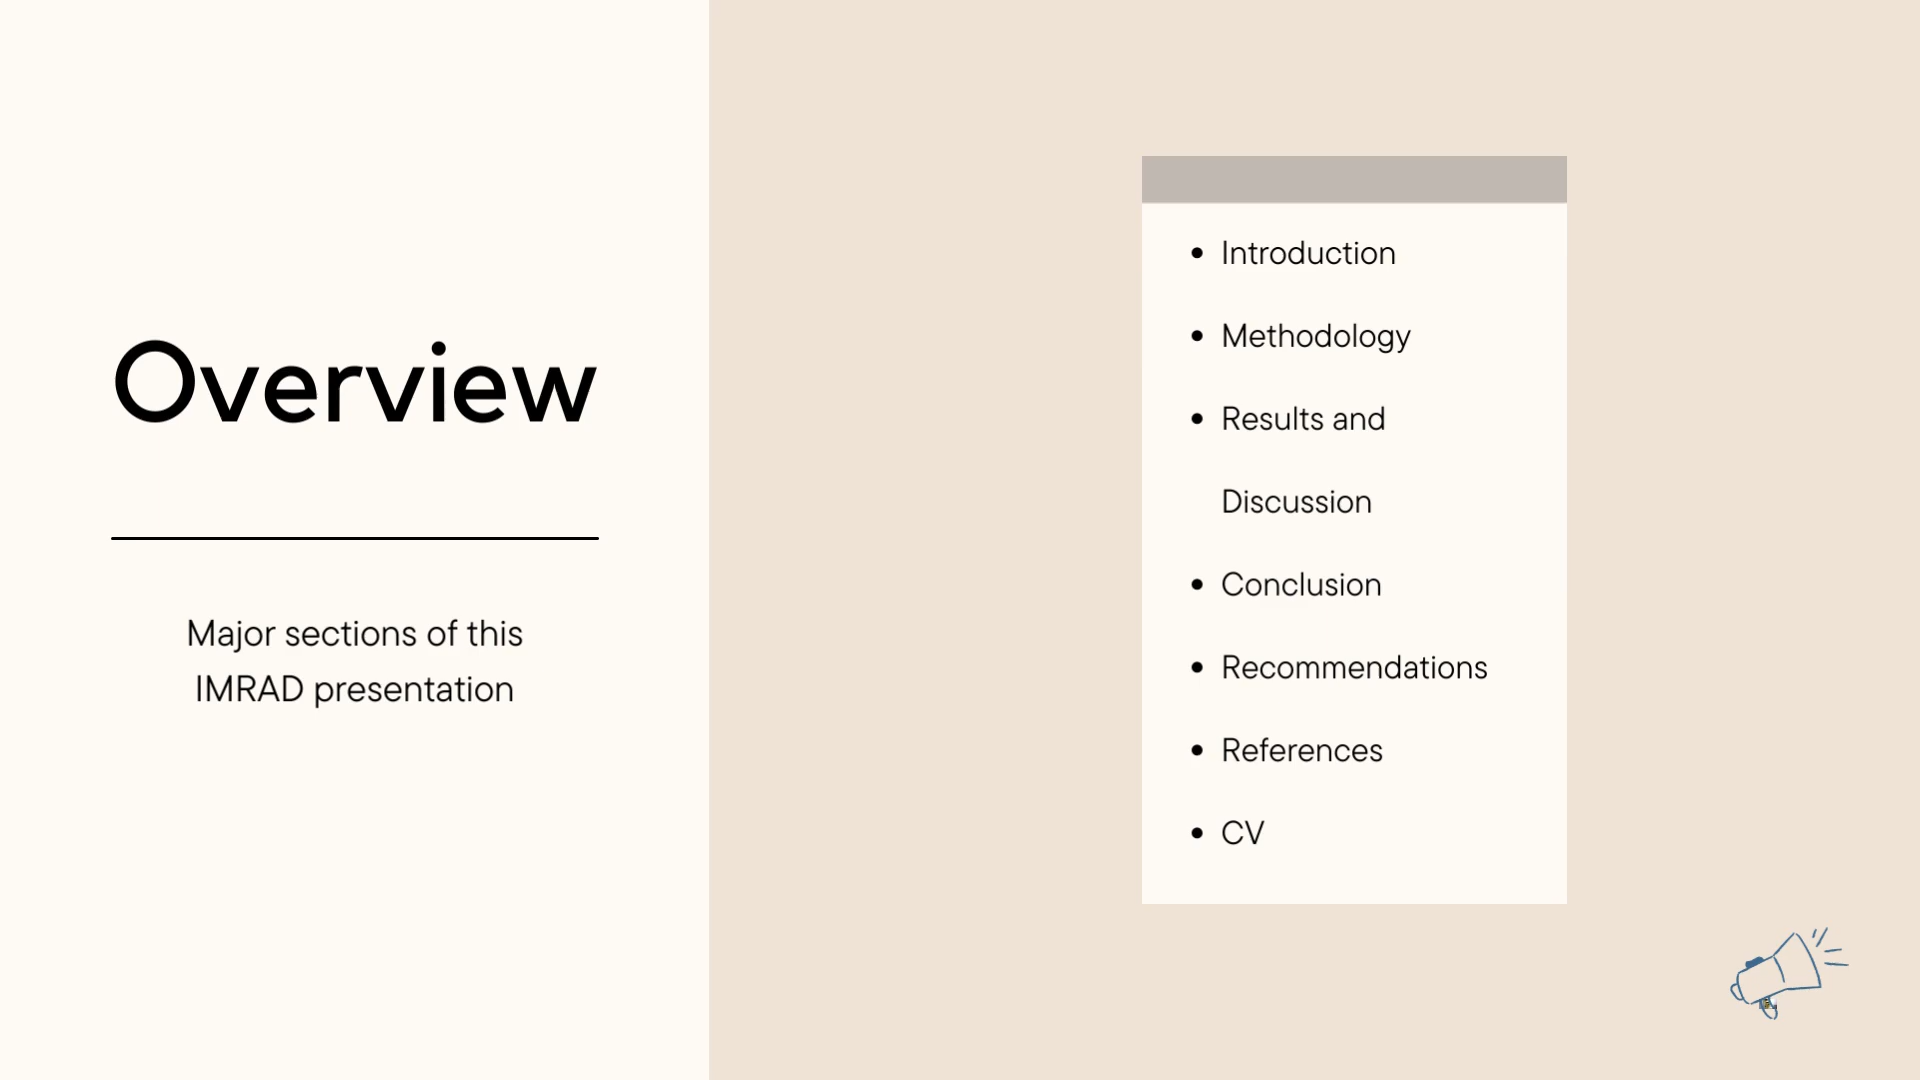 Overview
Major sections of this
IMRAD presentation
• Introduction
• Methodology
• Results and
Discussion
• Conclusion
• Recommendations
• References
• CV